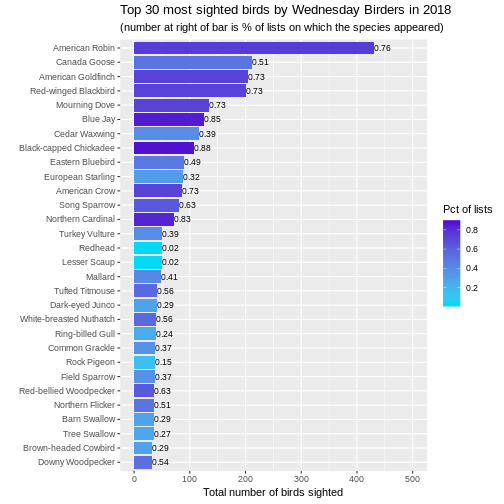 Top 30 most sighted birds by Wednesday Birders in 2018
(number at right of bar is % of lists on which the species appeared)
American Robin 0.76
Canada Goose 0.51
American Goldfinch 0.73
Red-winged Blackbird 0.73
Mourning Dove 0.73
Blue Jay 0.85
Cedar Waxwing 0.39
Black-capped Chickadee 0.88
Eastern Bluebird 0.49
European Starling 0.32
American Crow 0.73
Song Sparrow 0.63
Northern Cardinal 0.83
Turkey Vulture 0.39
Redhead 0.02
Lesser Scaup 0.02
Mallard 0.41
Tufted Titmouse 0.56
Dark-eyed Junco 0.29
White-breasted Nuthatch 0.56
Ring-billed Gull 0.24
Common Grackle 0.37
Rock Pigeon 0.15
Field Sparrow 0.37
Red-bellied Woodpecker 0.63
Northern Flicker 0.51
Barn Swallow 0.29
Tree Swallow 0.27
Brown-headed Cowbird 0.29
Downy Woodpecker 0.54
0 100 200 300 400 500
Total number of birds sighted
Pct of lists
0.8
0.6
0.4
0.2